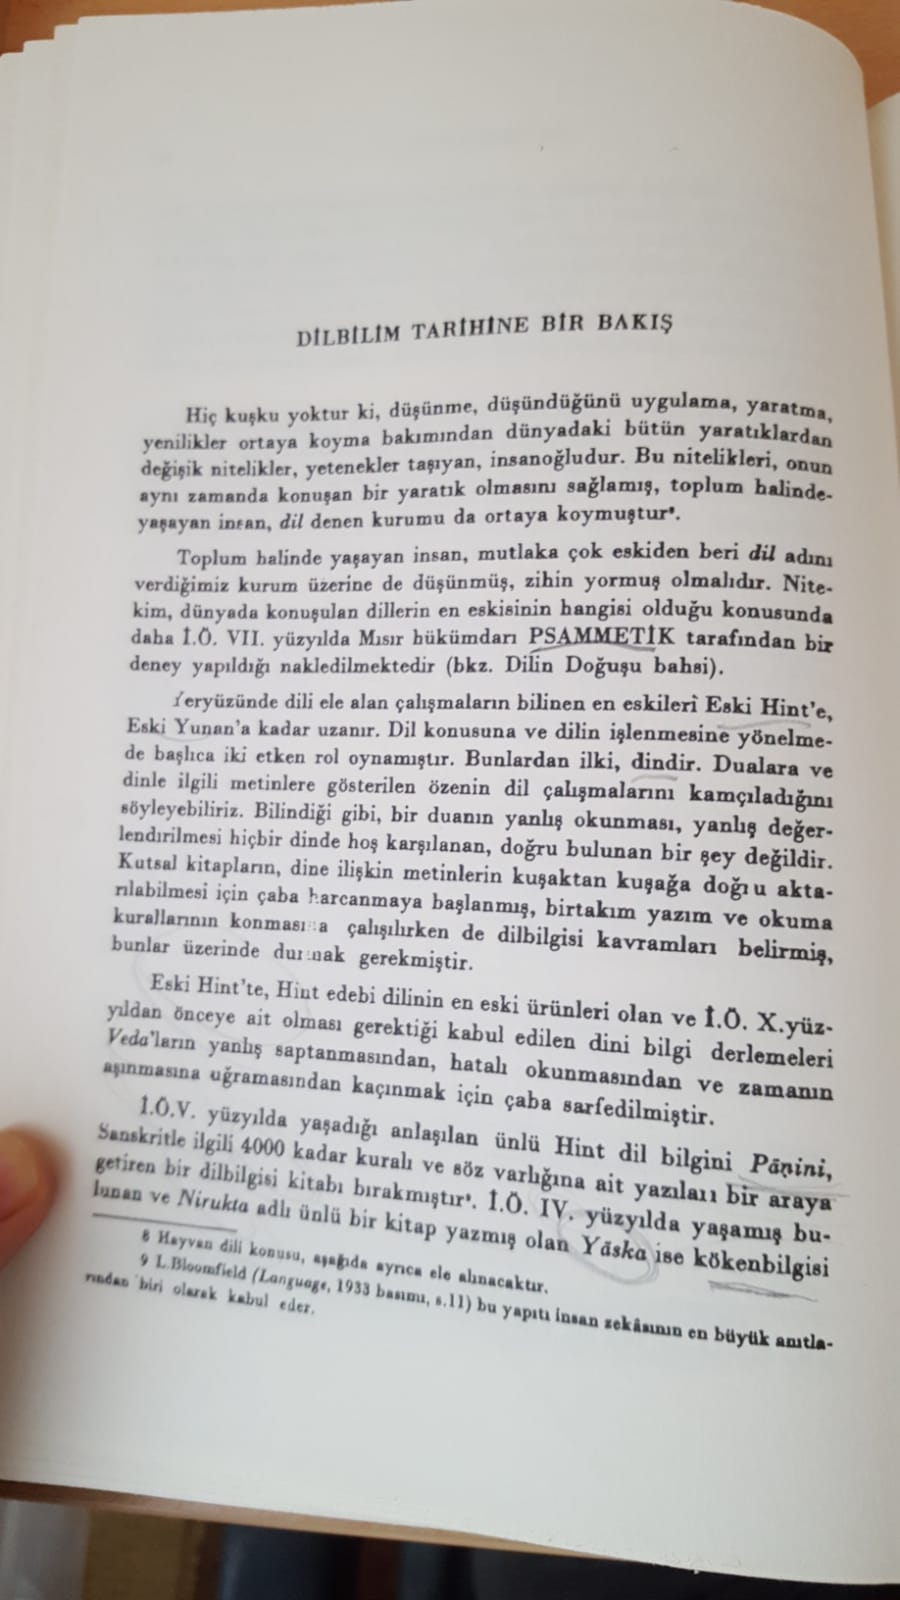 DİLBİLİM TARİHİNE BİR BAKIŞ
Hiç kuşku yoktur ki, düşünme, düşündüğünü uygulama, yaratma,
yenilikler ortaya koyma bakımından dünyadaki bütün yaratıklardan
değişik nitelikler, yetenekler taşıyan, insanoğludur. Bu nitelikleri, onun
aynı zamanda konuşan bir yaratık olmasını sağlamış, toplum halinde-
yaşayan insan, dil denen kurumu da ortaya koymuştur⁸.
Toplum halinde yaşayan insan, mutlaka çok eskiden beri dil adını
verdiğimiz kurum üzerine de düşünmüş, zihin yormuş olmalıdır. Nite-
kim, dünyada konuşulan dillerin en eskisinin hangisi olduğu konusunda
daha İ.Ö. VII. yüzyılda Mısır hükümdarı PSAMMETİK tarafından bir
deney yapıldığı nakledilmektedir (bkz. Dilin Doğuşu bahsi).
Yeryüzünde dili ele alan çalışmaların bilinen en eskileri Eski Hint'e,
Eski Yunan'a kadar uzanır. Dil konusuna ve dilin işlenmesine yönelme-
de başlıca iki etken rol oynamıştır. Bunlardan ilki, dindir. Dualara ve
dinle ilgili metinlere gösterilen özenin dil çalışmalarını kamçıladığını
söyleyebiliriz. Bilindiği gibi, bir duanın yanlış okunması, yanlış değer-
lendirilmesi hiçbir dinde hoş karşılanan, doğru bulunan bir şey değildir.
Kutsal kitapların, dine ilişkin metinlerin kuşaktan kuşağa doğru akta-
rılabilmesi için çaba harcanmaya başlanmış, birtakım yazım ve okuma
kurallarının konmasına çalışılırken de dilbilgisi kavramları belirmiş,
bunlar üzerinde durmak gerekmiştir.
Eski Hint'te, Hint edebi dilinin en eski ürünleri olan ve İ.Ö. X.yüz-
yıldan önceye ait olması gerektiği kabul edilen dini bilgi derlemeleri
Veda'ların yanlış saptanmasından, hatalı okunmasından ve zamanın
aşınmasına uğramasından kaçınmak için çaba sarfedilmiştir.
İ.Ö.V. yüzyılda yaşadığı anlaşılan ünlü Hint dil bilgini Pāṇini,
Sanskritle ilgili 4000 kadar kuralı ve söz varlığına ait yazıları bir araya
getiren bir dilbilgisi kitabı bırakmıştır⁹. İ.Ö. IV. yüzyılda yaşamış bu-
lunan ve Nirukta adlı ünlü bir kitap yazmış olan Yāska ise kökenbilgisi
8 Hayvan dili konusu, aşağıda ayrıca ele alınacaktır.
9 L.Bloomfield (Language, 1933 basımı, s.11) bu yapıtı insan zekâsının en büyük anıtla-
rından biri olarak kabul eder.